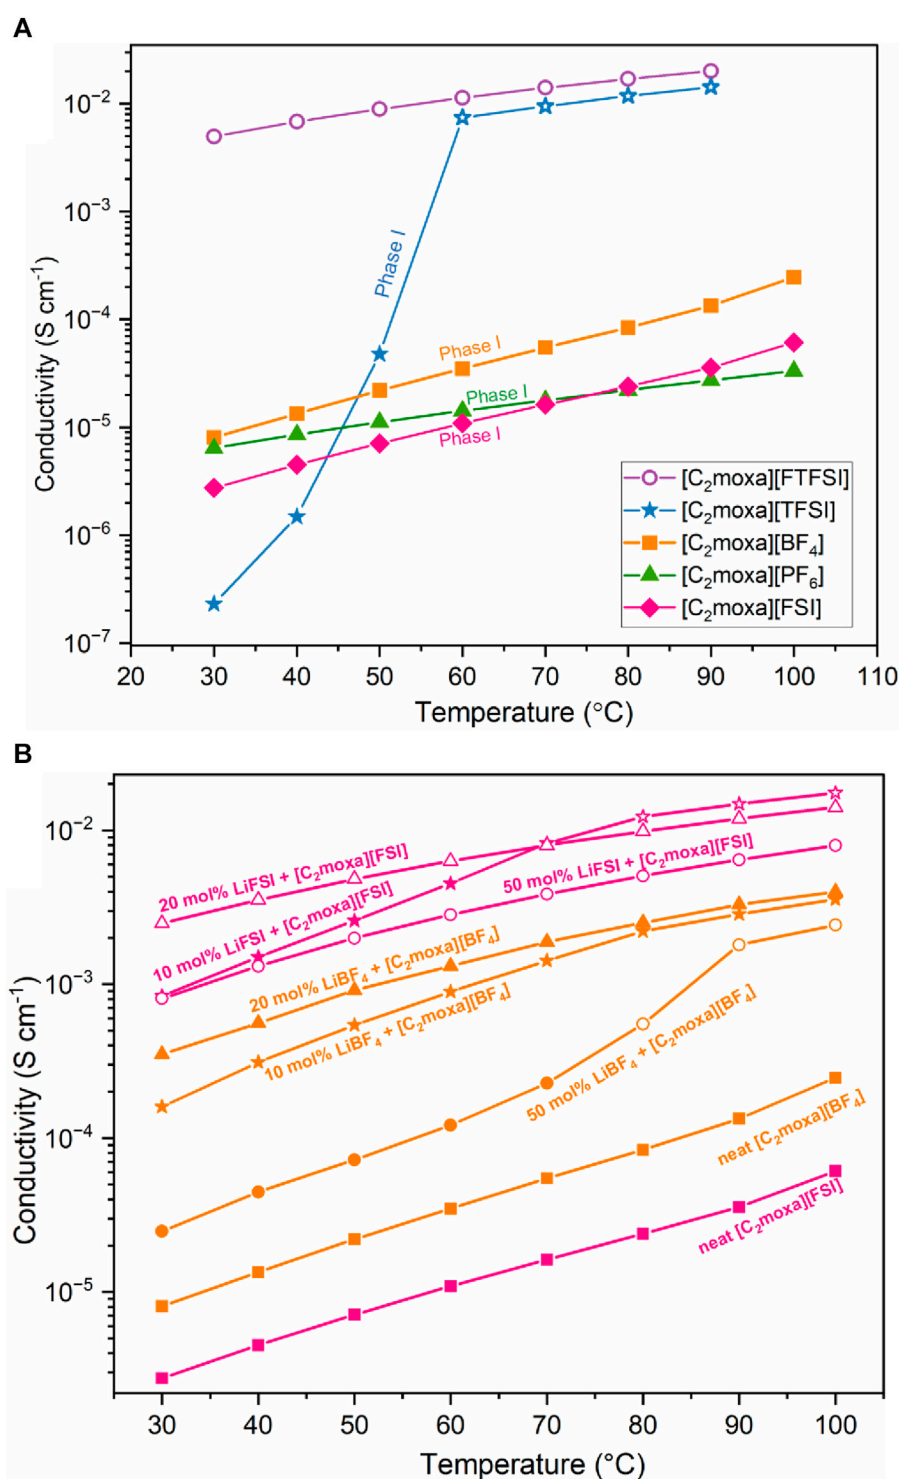 A
Conductivity (S cm⁻¹)
10⁻²
10⁻³
10⁻⁴
10⁻⁵
10⁻⁶
10⁻⁷
Phase I
Phase I
Phase I
Phase I
[C₂moxa][FTFSI]
[C₂moxa][TFSI]
[C₂moxa][BF₄]
[C₂moxa][PF₆]
[C₂moxa][FSI]
20 30 40 50 60 70 80 90 100 110
Temperature (°C)
B
Conductivity (S cm⁻¹)
10⁻²
10⁻³
10⁻⁴
10⁻⁵
20 mol% LiFSI + [C₂moxa][FSI]
10 mol% LiFSI + [C₂moxa][FSI]
50 mol% LiFSI + [C₂moxa][FSI]
20 mol% LiBF₄ + [C₂moxa][BF₄]
10 mol% LiBF₄ + [C₂moxa][BF₄]
50 mol% LiBF₄ + [C₂moxa][BF₄]
neat [C₂moxa][BF₄]
neat [C₂moxa][FSI]
30 40 50 60 70 80 90 100
Temperature (°C)